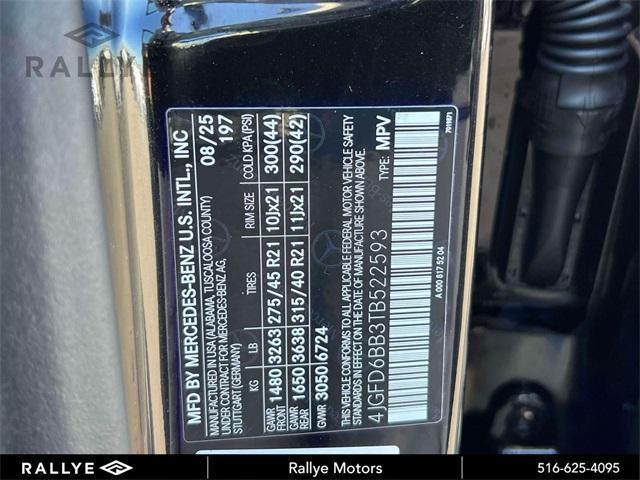 RALLYE
MFD BY MERCEDES-BENZ U.S. INTL., INC
MANUFACTURED IN USA (ALABAMA, TUSCALOOSA COUNTY)
UNDER CONTRACT FOR MERCEDES-BENZ AG,
STUTTGART (GERMANY)
08/25
197
KG LB TIRES RIM SIZE COLD KPA(PSI)
GAWR FRONT 1480 3263 275/45 R21 10Jx21 300(44)
GAWR REAR 1650 3638 315/40 R21 11Jx21 290(42)
GVWR 3050 6724
THIS VEHICLE CONFORMS TO ALL APPLICABLE FEDERAL MOTOR VEHICLE SAFETY
STANDARDS IN EFFECT ON THE DATE OF MANUFACTURE SHOWN ABOVE.
4JGFD6BB3TB522593 TYPE: MPV
A 000 817 52 04
7011671
RALLYE
Rallye Motors
516-625-4095